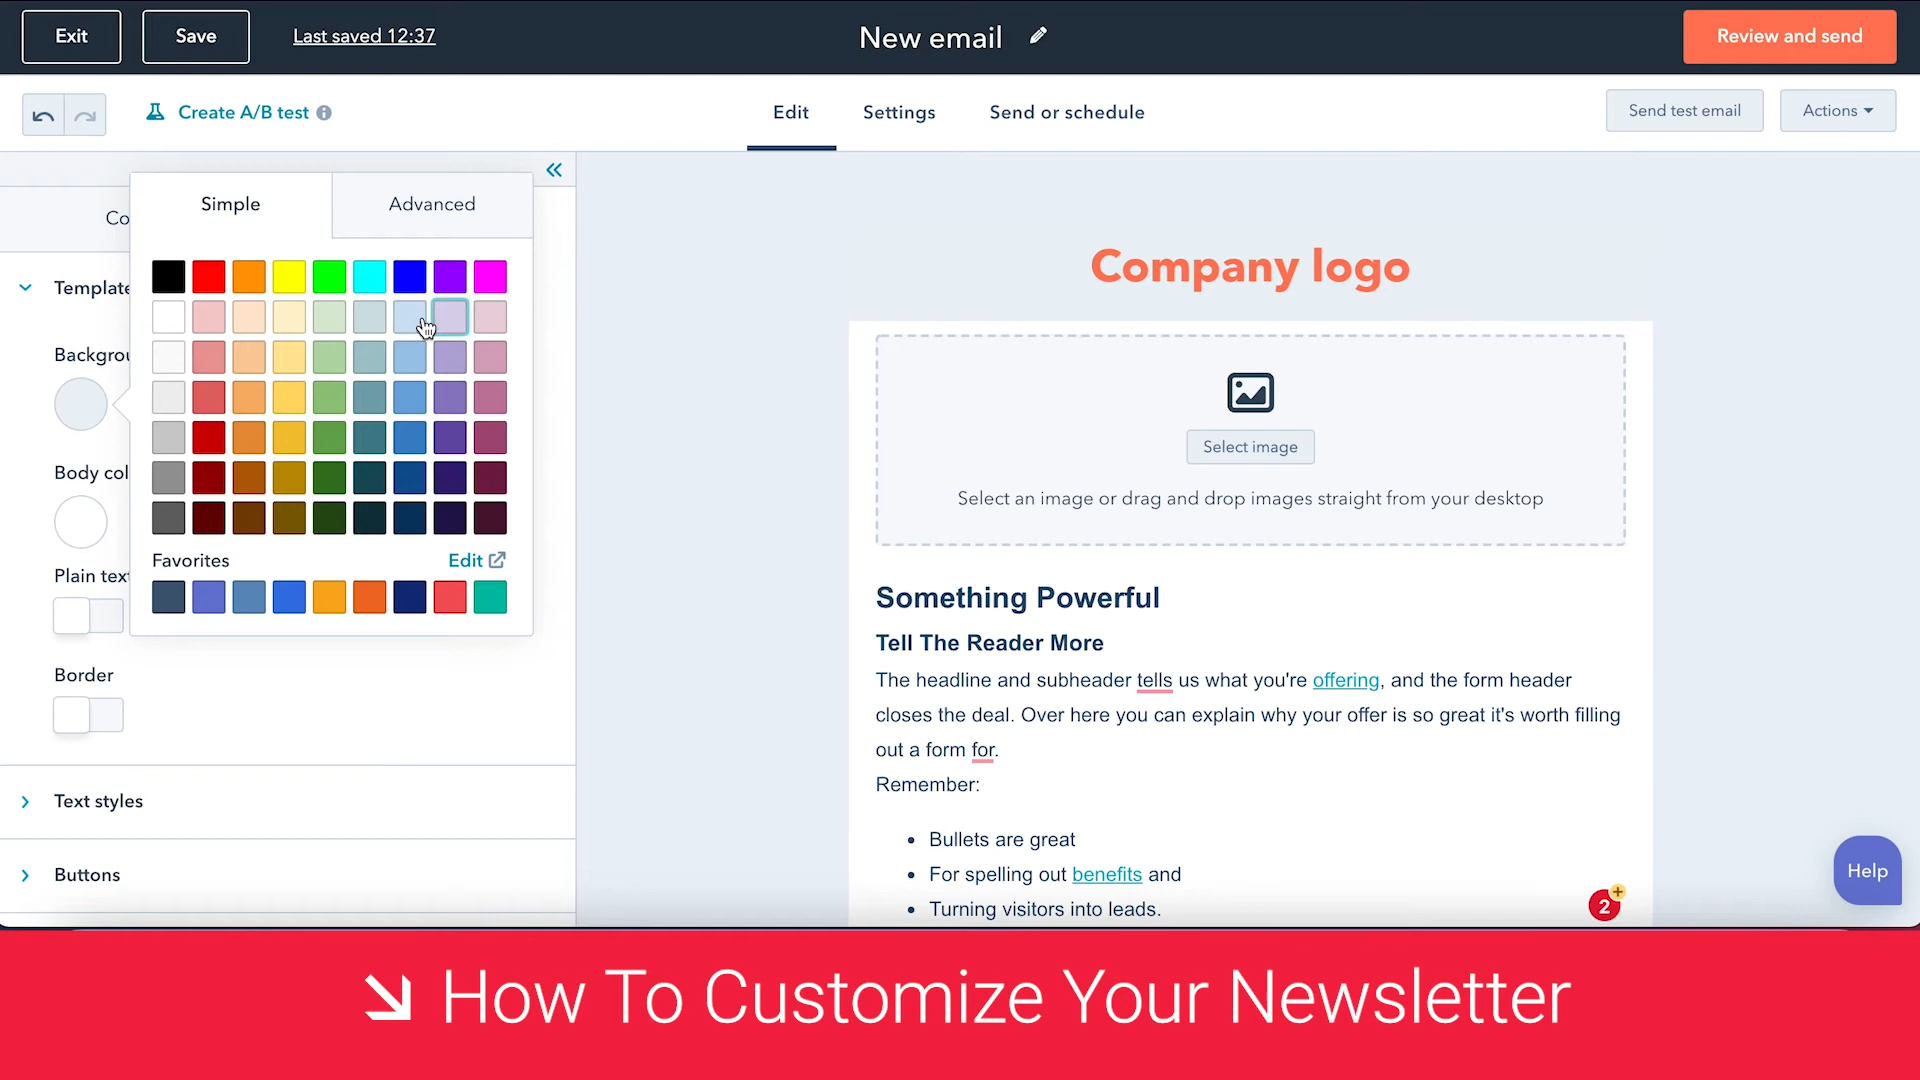 Exit
Save
Last saved 12:37
New email
Review and send
Create A/B test
Edit
Settings
Send or schedule
Send test email
Actions
Co
Simple
Advanced
Template
Backgrou
Body col
Plain text
Favorites
Edit
Border
Text styles
Buttons
Company logo
Select image
Select an image or drag and drop images straight from your desktop
Something Powerful
Tell The Reader More
The headline and subheader tells us what you're offering, and the form header
closes the deal. Over here you can explain why your offer is so great it's worth filling
out a form for.
Remember:
Bullets are great
For spelling out benefits and
Turning visitors into leads.
2
Help
How To Customize Your Newsletter